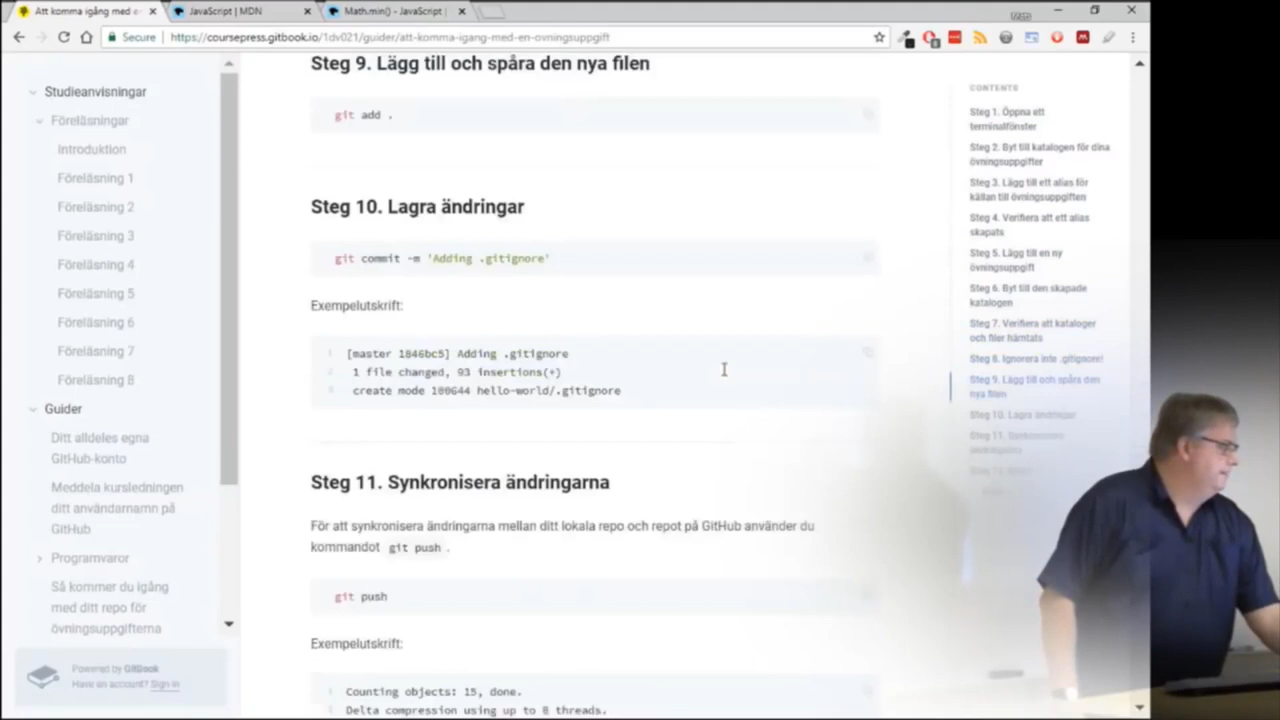 Att komma igång med e
JavaScript | MDN
Math.min() - JavaScript
Secure
https://coursepress.gitbook.io/1dv021/guider/att-komma-igang-med-en-ovningsuppgift
Studieanvisningar
Föreläsningar
Introduktion
Föreläsning 1
Föreläsning 2
Föreläsning 3
Föreläsning 4
Föreläsning 5
Föreläsning 6
Föreläsning 7
Föreläsning 8
Guider
Ditt alldeles egna
GitHub-konto
Meddela kursledningen
ditt användarnamn på
GitHub
Programvaror
Så kommer du igång
med ditt repo för
övningsuppgifterna
Powered by GitBook
Have an account? Sign in
Steg 9. Lägg till och spåra den nya filen
git add .
Steg 10. Lagra ändringar
git commit -m 'Adding .gitignore'
Exempelutskrift:
[master 1846bc5] Adding .gitignore
1 file changed, 93 insertions(+)
create mode 100644 hello-world/.gitignore
Steg 11. Synkronisera ändringarna
För att synkronisera ändringarna mellan ditt lokala repo och repot på GitHub använder du
kommandot git push .
git push
Exempelutskrift:
Counting objects: 15, done.
Delta compression using up to 8 threads.
CONTENTS
Steg 1. Öppna ett
terminalfönster
Steg 2. Byt till katalogen för dina
övningsuppgifter
Steg 3. Lägg till ett alias för
källan till övningsuppgiften
Steg 4. Verifiera att ett alias
skapats
Steg 5. Lägg till en ny
övningsuppgift
Steg 6. Byt till den skapade
katalogen
Steg 7. Verifiera att kataloger
och filer hämtats
Steg 8. Ignorera inte .gitignore!
Steg 9. Lägg till och spåra den
nya filen
Steg 10. Lagra ändringar
Steg 11. Synkronisera
ändringarna